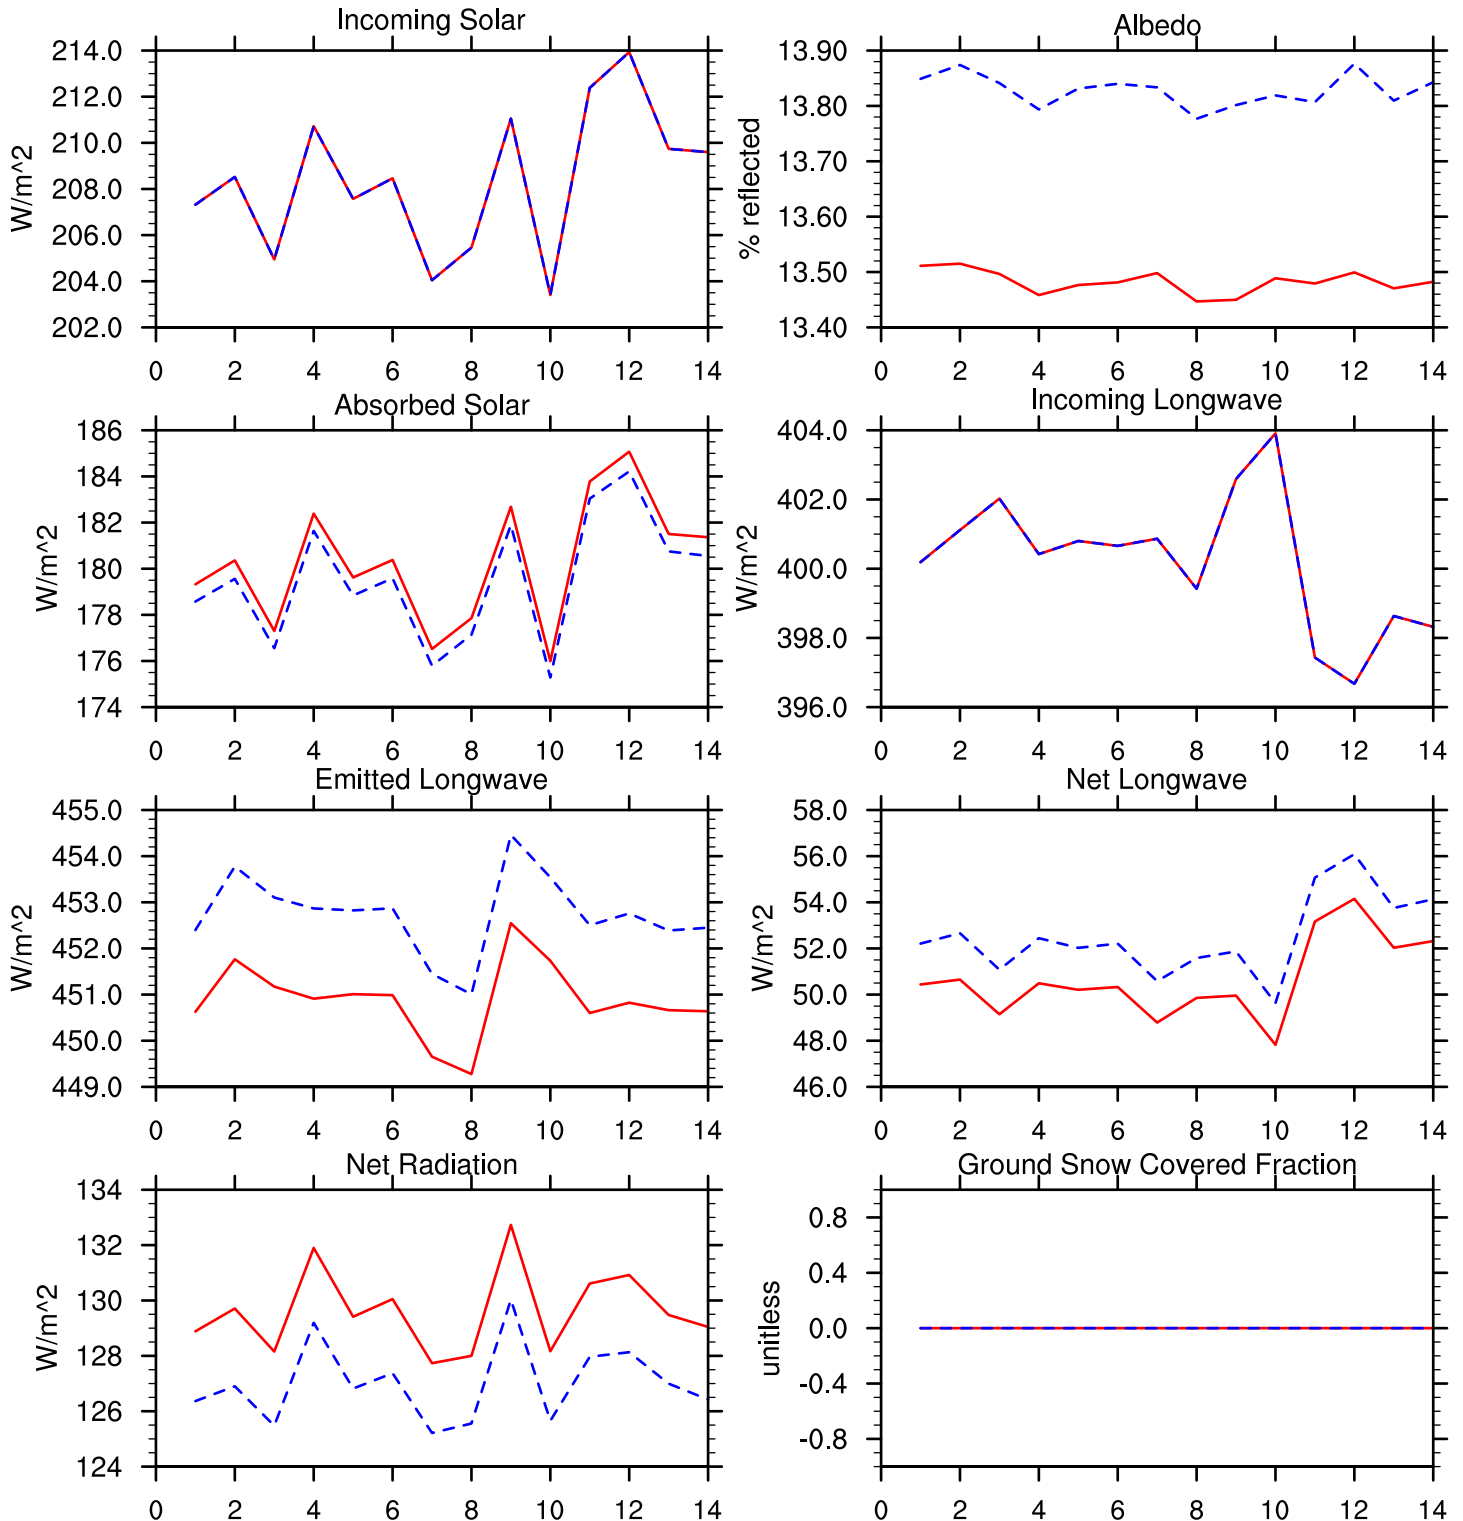 Incoming Solar
W/m^2
214.0
212.0
210.0
208.0
206.0
204.0
202.0
0 2 4 6 8 10 12 14
Albedo
% reflected
13.90
13.80
13.70
13.60
13.50
13.40
0 2 4 6 8 10 12 14
Absorbed Solar
W/m^2
186
184
182
180
178
176
174
0 2 4 6 8 10 12 14
Incoming Longwave
W/m^2
404.0
402.0
400.0
398.0
396.0
0 2 4 6 8 10 12 14
Emitted Longwave
W/m^2
455.0
454.0
453.0
452.0
451.0
450.0
449.0
0 2 4 6 8 10 12 14
Net Longwave
W/m^2
58.0
56.0
54.0
52.0
50.0
48.0
46.0
0 2 4 6 8 10 12 14
Net Radiation
W/m^2
134
132
130
128
126
124
0 2 4 6 8 10 12 14
Ground Snow Covered Fraction
unitless
0.8
0.4
0.0
-0.4
-0.8
0 2 4 6 8 10 12 14